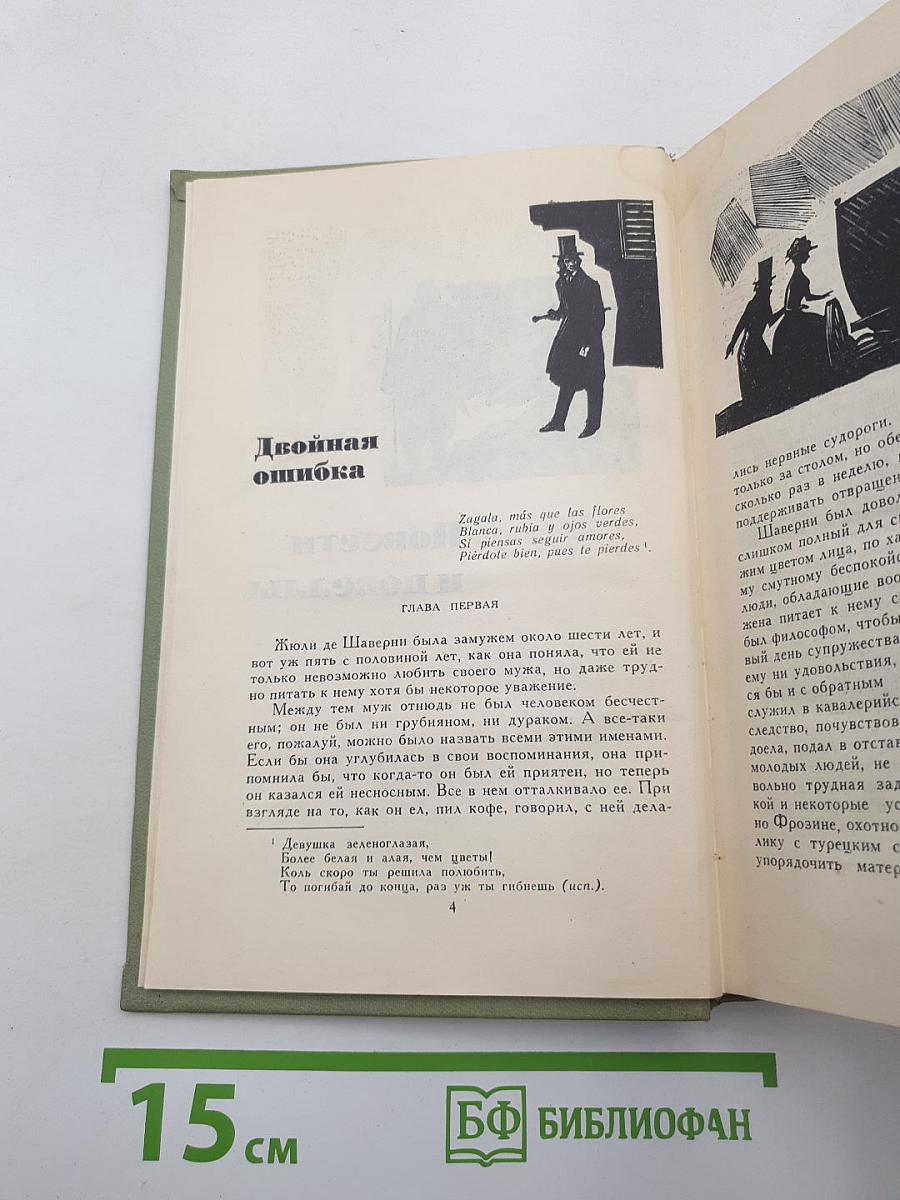 Двойная
ошибка
Zagala, más que las flores
Blanca, rubia y ojos verdes,
Si piensas seguir amores,
Piérdote bien, pues te pierdes ¹.
ГЛАВА ПЕРВАЯ
Жюли де Шаверни была замужем около шести лет, и
вот уж пять с половиной лет, как она поняла, что ей не
только невозможно любить своего мужа, но даже труд-
но питать к нему хотя бы некоторое уважение.
Между тем муж отнюдь не был человеком бесчест-
ным; он не был ни грубияном, ни дураком. А все-таки
его, пожалуй, можно было назвать всеми этими именами.
Если бы она углубилась в свои воспоминания, она при-
помнила бы, что когда-то он был ей приятен, но теперь
он казался ей несносным. Все в нем отталкивало ее. При
взгляде на то, как он ел, пил кофе, говорил, с ней дела-
¹ Девушка зеленоглазая,
Более белая и алая, чем цветы!
Коль скоро ты решила полюбить,
То погибай до конца, раз уж ты гибнешь (исп.).
4
лись нервные судороги.
только за столом, но обе
сколько раз в неделю,
поддерживать отвращен
Шаверни был довол
слишком полный для с
жим цветом лица, по ха
му смутному беспокойс
люди, обладающие воо
жена питает к нему с
был философом, чтобы
вый день супружества
ему ни удовольствия,
ся бы и с обратным
служил в кавалерийс
следство, почувствов
доела, подал в отстав
молодых людей, не
вольно трудная зад
кой и некоторые ус
но Фрозине, охотно
лику с турецким с
упорядочить матер
15 см
БФ БИБЛИОФАН